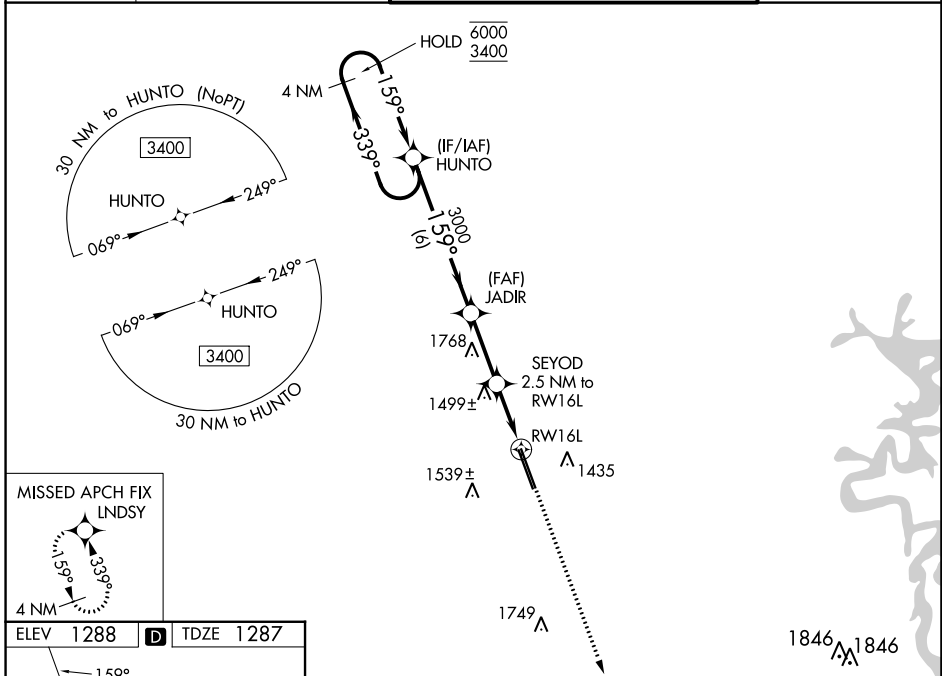 HOLD 6000
3400
4 NM
159°
339°
(IF/IAF)
HUNTO
30 NM to HUNTO (NoPT)
3400
HUNTO
249°
069°
3000
159°
(6)
249°
HUNTO
069°
3400
30 NM to HUNTO
(FAF)
JADIR
1768
SEYOD
2.5 NM to
RW16L
1499±
RW16L
1435
1539±
MISSED APCH FIX
LNDSY
159°
339°
4 NM
1749
1846 1846
ELEV 1288 D TDZE 1287
159°